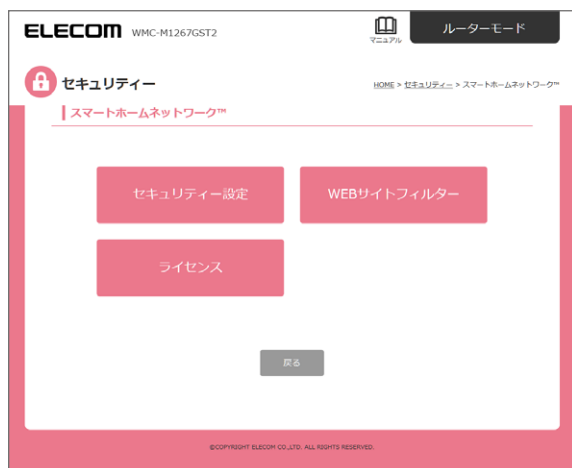 ELECOM WMC-M1267GST2
マニュアル
ルーターモード
セキュリティー
HOME > セキュリティー > スマートホームネットワーク™
スマートホームネットワーク™
セキュリティー設定
WEBサイトフィルター
ライセンス
戻る
©COPYRIGHT ELECOM CO.,LTD. ALL RIGHTS RESERVED.